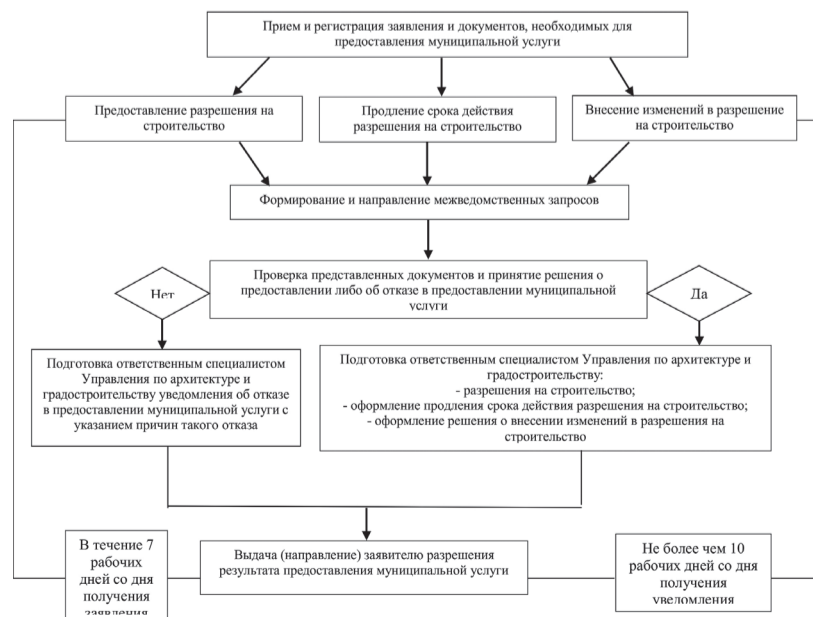 Прием и регистрация заявления и документов, необходимых для
предоставления муниципальной услуги
Предоставление разрешения на
строительство
Продление срока действия
разрешения на строительство
Внесение изменений в разрешение
на строительство
Формирование и направление межведомственных запросов
Проверка представленных документов и принятие решения о
предоставлении либо об отказе в предоставлении муниципальной
услуги
Нет
Да
Подготовка ответственным специалистом
Управления по архитектуре и
градостроительству уведомления об отказе
в предоставлении муниципальной услуги с
указанием причин такого отказа
Подготовка ответственным специалистом Управления по архитектуре и
градостроительству:
- разрешения на строительство;
- оформление продления срока действия разрешения на строительство;
- оформление решения о внесении изменений в разрешения на
строительство
В течение 7
рабочих
дней со дня
получения
заявления
Выдача (направление) заявителю разрешения
результата предоставления муниципальной услуги
Не более чем 10
рабочих дней со дня
получения
уведомления